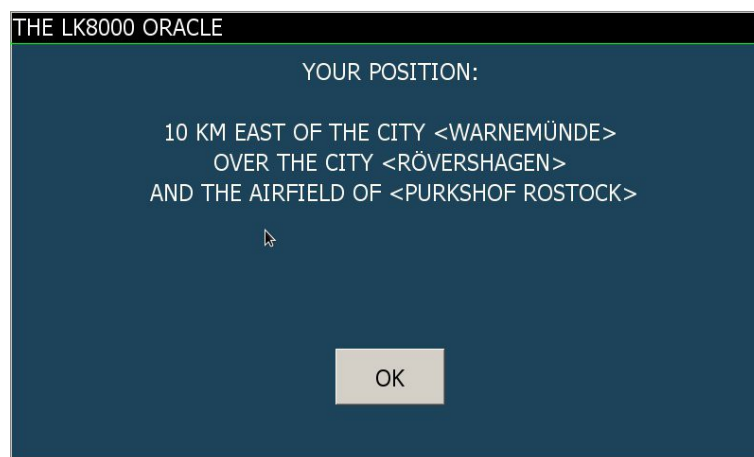 THE LK8000 ORACLE
YOUR POSITION:
10 KM EAST OF THE CITY <WARNEMÜNDE>
OVER THE CITY <RÖVERSHAGEN>
AND THE AIRFIELD OF <PURKSHOF ROSTOCK>
OK